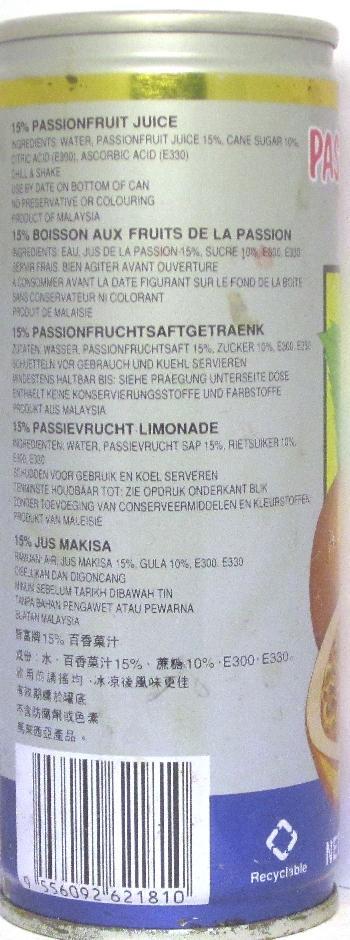 15% PASSIONFRUIT JUICE
INGREDIENTS: WATER, PASSIONFRUIT JUICE 15%, CANE SUGAR 10%,
CITRIC ACID (E300), ASCORBIC ACID (E330)
CHILL & SHAKE
USE BY DATE ON BOTTOM OF CAN
NO PRESERVATIVE OR COLOURING
PRODUCT OF MALAYSIA
15% BOISSON AUX FRUITS DE LA PASSION
INGREDIENTS: EAU, JUS DE LA PASSION 15%, SUCRE 10%, E300, E330
SERVIR FRAIS. BIEN AGITER AVANT OUVERTURE
A CONSOMMER AVANT LA DATE FIGURANT SUR LE FOND DE LA BOITE
SANS CONSERVATEUR NI COLORANT
PRODUIT DE MALAISIE
15% PASSIONFRUCHTSAFTGETRAENK
ZUTATEN: WASSER, PASSIONFRUCHTSAFT 15%, ZUCKER 10%, E300, E330
SCHUETTELN VOR GEBRAUCH UND KUEHL SERVIEREN
MINDESTENS HALTBAR BIS: SIEHE PRAEGUNG UNTERSEITE DOSE
ENTHAELT KEINE KONSERVIERUNGSSTOFFE UND FARBSTOFFE
PRODUKT AUS MALAYSIA
15% PASSIEVRUCHT LIMONADE
INGREDIENTEN: WATER, PASSIEVRUCHT SAP 15%, RIETSUIKER 10%,
E300, E330
SCHUDDEN VOOR GEBRUIK EN KOEL SERVEREN
TENMINSTE HOUDBAAR TOT: ZIE OPDRUK ONDERKANT BLIK
ZONDER TOEVOEGING VAN CONSERVEERMIDDELEN EN KLEURSTOFFEN
PRODUKT VAN MALEISIE
15% JUS MAKISA
RAMUAN: AIR, JUS MAKISA 15%, GULA 10%, E300, E330
DISEJUKAN DAN DIGONCANG
MINUM SEBELUM TARIKH DIBAWAH TIN
TANPA BAHAN PENGAWET ATAU PEWARNA
BUATAN MALAYSIA
15% 百香菓汁
成份：水·百香菓汁15%·蔗糖10%·E300·E330。
飲用前請搖均·冰凉後風味更佳
有效期纖於罐底
不含防腐劑或色素
馬來西亞產品。
PAS
9 556092 621810
Recyclable
NE